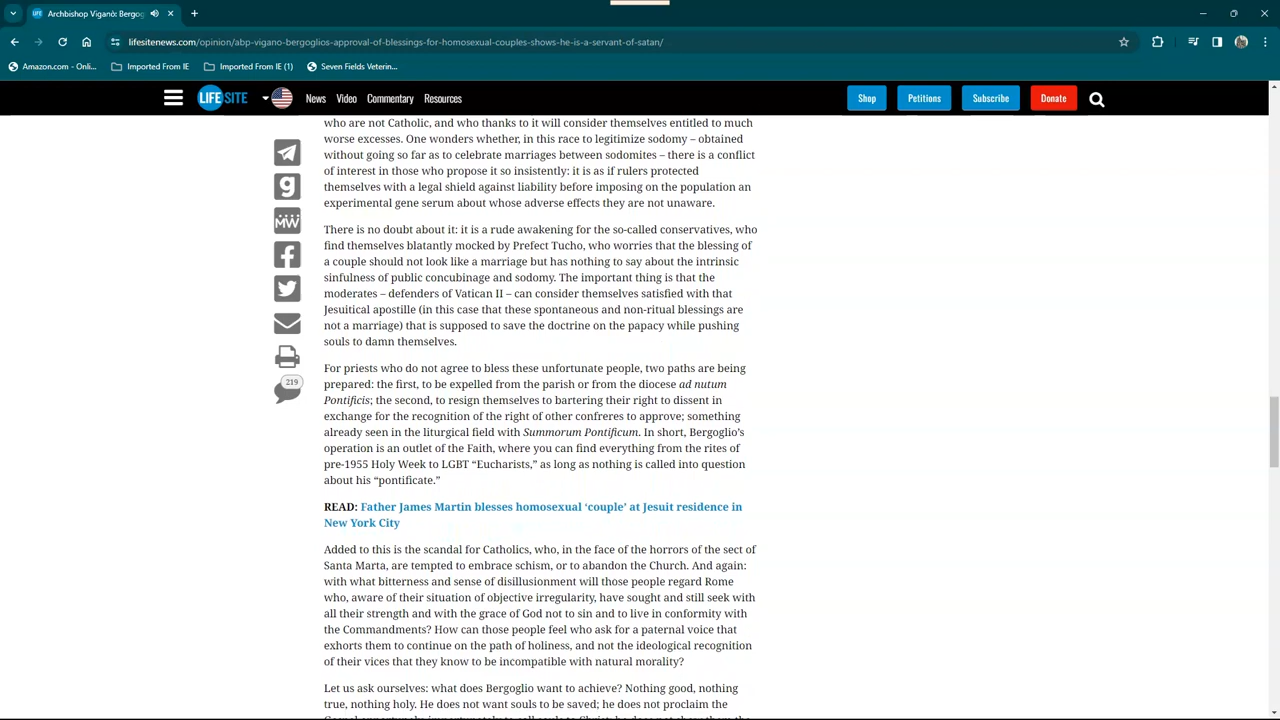 Archbishop Viganò: Bergog
lifesitenews.com/opinion/abp-vigano-bergoglios-approval-of-blessings-for-homosexual-couples-shows-he-is-a-servant-of-satan/
Amazon.com - Onli... Imported From IE Imported From IE (1) Seven Fields Veterin...
LIFE SITE News Video Commentary Resources Shop Petitions Subscribe Donate
who are not Catholic, and who thanks to it will consider themselves entitled to much
worse excesses. One wonders whether, in this race to legitimize sodomy – obtained
without going so far as to celebrate marriages between sodomites – there is a conflict
of interest in those who propose it so insistently: it is as if rulers protected
themselves with a legal shield against liability before imposing on the population an
experimental gene serum about whose adverse effects they are not unaware.
There is no doubt about it: it is a rude awakening for the so-called conservatives, who
find themselves blatantly mocked by Prefect Tucho, who worries that the blessing of
a couple should not look like a marriage but has nothing to say about the intrinsic
sinfulness of public concubinage and sodomy. The important thing is that the
moderates – defenders of Vatican II – can consider themselves satisfied with that
Jesuitical apostille (in this case that these spontaneous and non-ritual blessings are
not a marriage) that is supposed to save the doctrine on the papacy while pushing
souls to damn themselves.
For priests who do not agree to bless these unfortunate people, two paths are being
prepared: the first, to be expelled from the parish or from the diocese ad nutum
Pontificis; the second, to resign themselves to bartering their right to dissent in
exchange for the recognition of the right of other confreres to approve; something
already seen in the liturgical field with Summorum Pontificum. In short, Bergoglio’s
operation is an outlet of the Faith, where you can find everything from the rites of
pre-1955 Holy Week to LGBT “Eucharists,” as long as nothing is called into question
about his “pontificate.”
READ: Father James Martin blesses homosexual ‘couple’ at Jesuit residence in
New York City
Added to this is the scandal for Catholics, who, in the face of the horrors of the sect of
Santa Marta, are tempted to embrace schism, or to abandon the Church. And again:
with what bitterness and sense of disillusionment will those people regard Rome
who, aware of their situation of objective irregularity, have sought and still seek with
all their strength and with the grace of God not to sin and to live in conformity with
the Commandments? How can those people feel who ask for a paternal voice that
exhorts them to continue on the path of holiness, and not the ideological recognition
of their vices that they know to be incompatible with natural morality?
Let us ask ourselves: what does Bergoglio want to achieve? Nothing good, nothing
true, nothing holy. He does not want souls to be saved; he does not proclaim the
MW
219